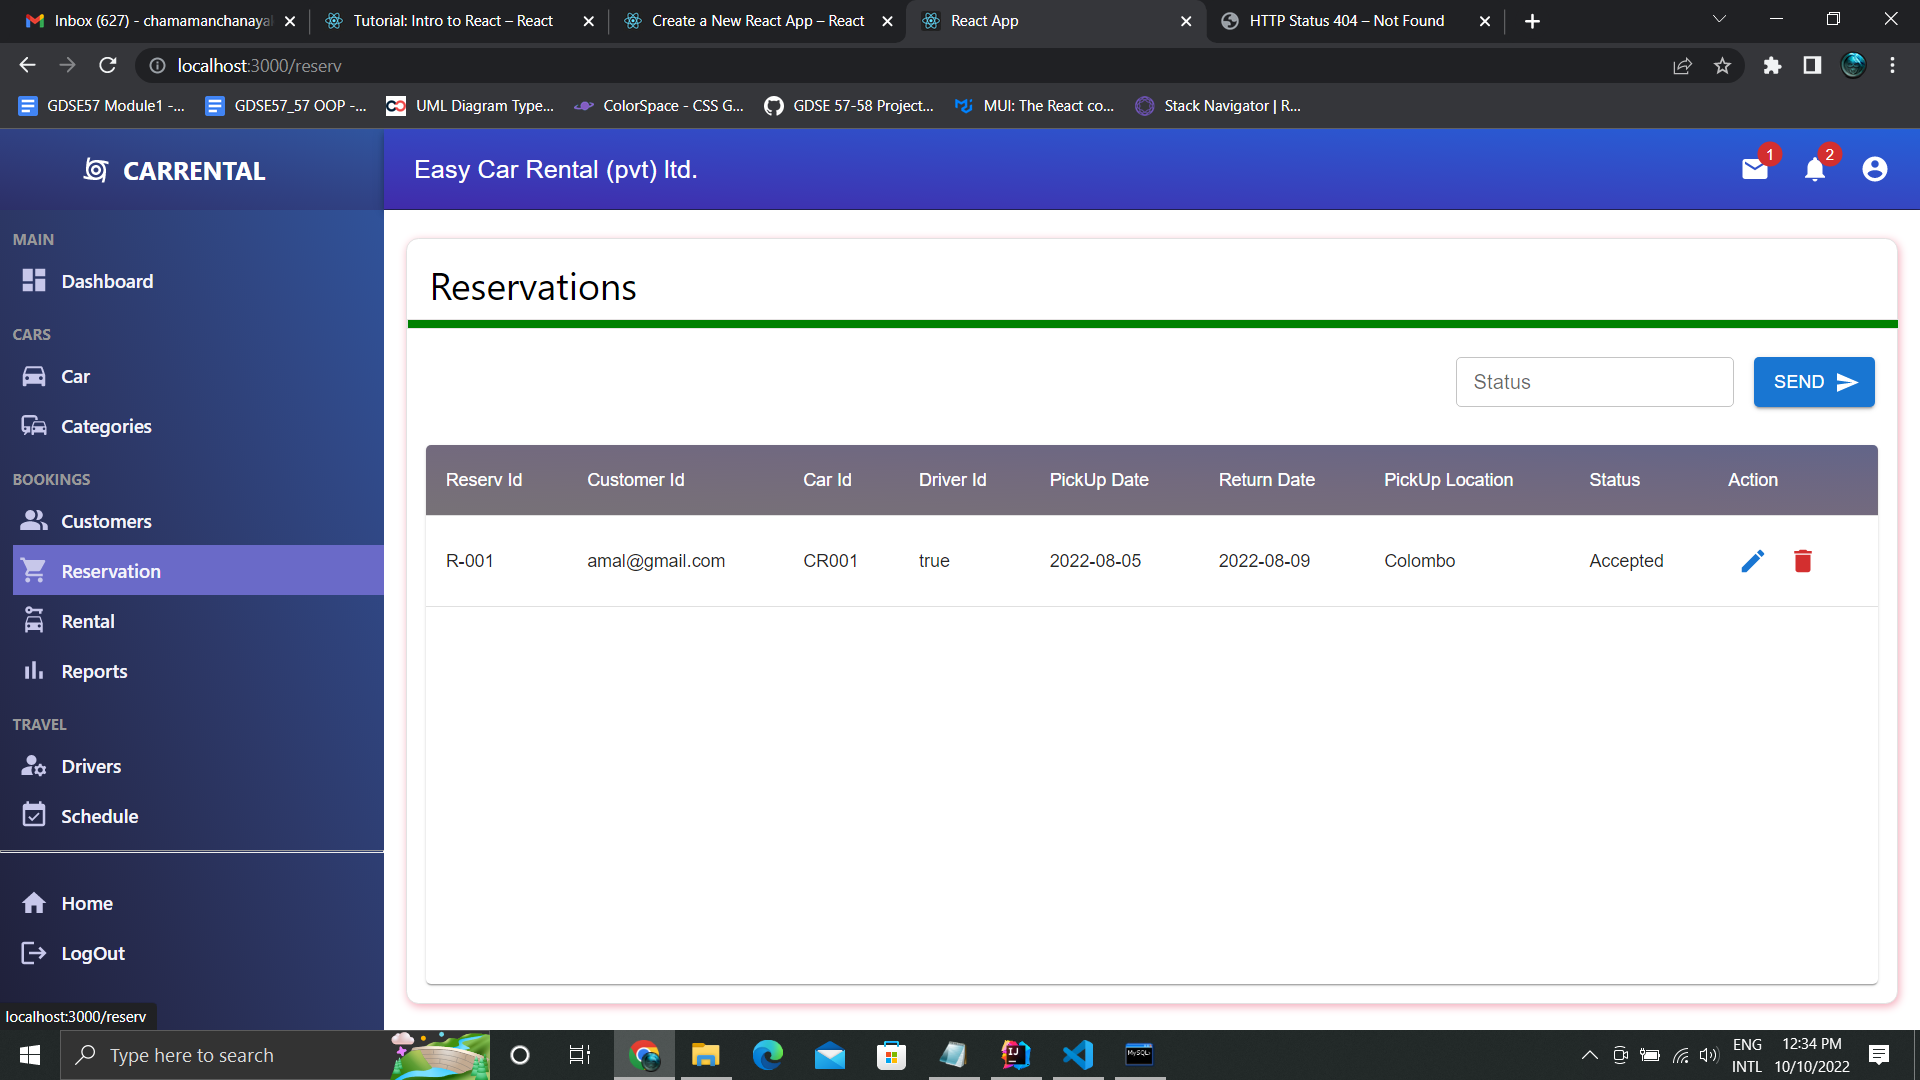 Inbox (627) - chamamanchanaya
Tutorial: Intro to React – React
Create a New React App – React
React App
HTTP Status 404 – Not Found
localhost:3000/reserv
GDSE57 Module1 -...
GDSE57_57 OOP -...
UML Diagram Type...
ColorSpace - CSS G...
GDSE 57-58 Project...
MUI: The React co...
Stack Navigator | R...
CARRENTAL
Easy Car Rental (pvt) ltd.
1
2
MAIN
Dashboard
CARS
Car
Categories
BOOKINGS
Customers
Reservation
Rental
Reports
TRAVEL
Drivers
Schedule
Home
LogOut
localhost:3000/reserv
Reservations
Status
SEND
Reserv Id Customer Id Car Id Driver Id PickUp Date Return Date PickUp Location Status Action
R-001 amal@gmail.com CR001 true 2022-08-05 2022-08-09 Colombo Accepted
Type here to search
MySQL
ENG
INTL
12:34 PM
10/10/2022